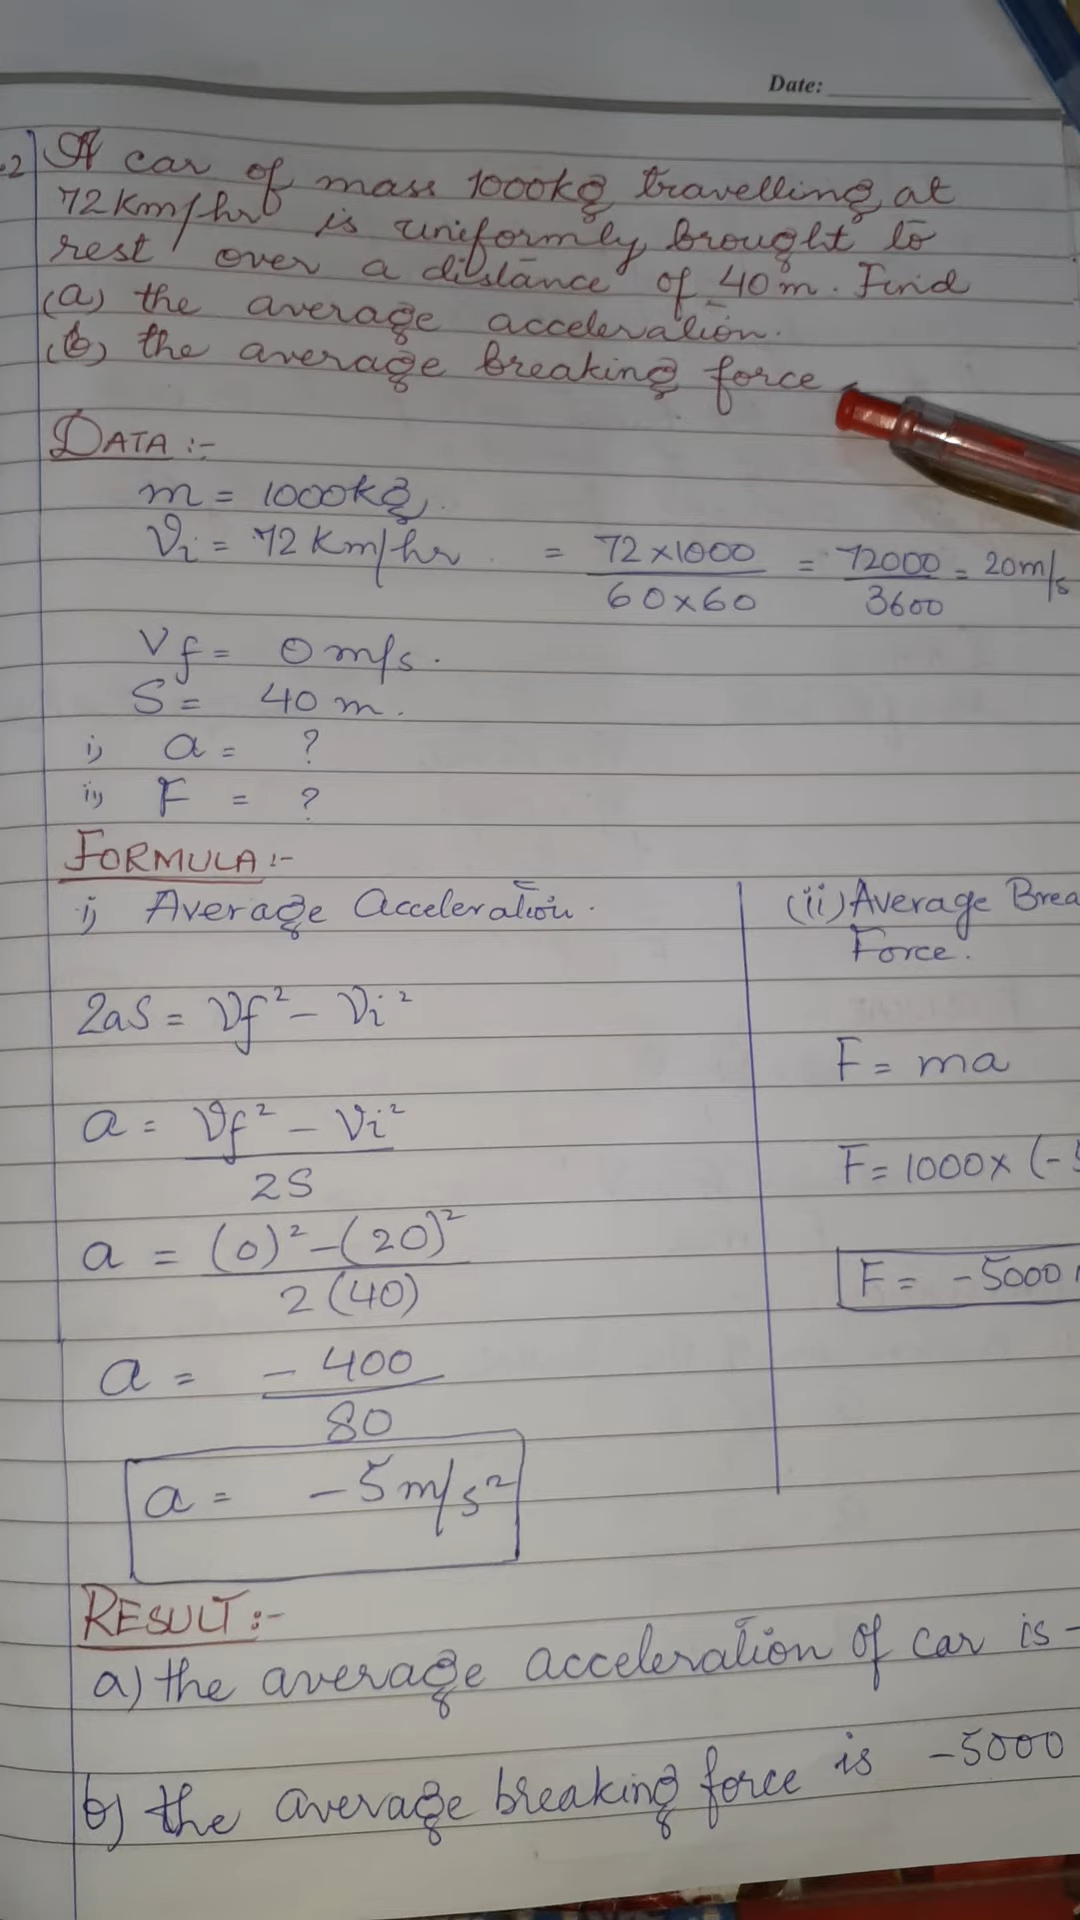 Date:
.2 A car of mass 1000kg travelling at
72Km/hr is uniformly brought to
rest over a distance of 40m. Find
(a) the average acceleration.
(b) the average breaking force
DATA :-
m = 1000kg.
Vi = 72 Km/hr = 72×1000 / 60×60 = 72000 / 3600 = 20m/s
Vf = 0 m/s.
S = 40 m.
i) a = ?
ii) F = ?
FORMULA :-
i) Average Acceleration.
2aS = Vf² - Vi²
a = Vf² - Vi² / 2S
a = (0)² - (20)² / 2(40)
a = - 400 / 80
a = - 5 m/s²
(ii) Average Brea
Force.
F = ma
F = 1000 × (-5
F = - 5000
RESULT :-
a) the average acceleration of car is -
b) the average breaking force is -5000